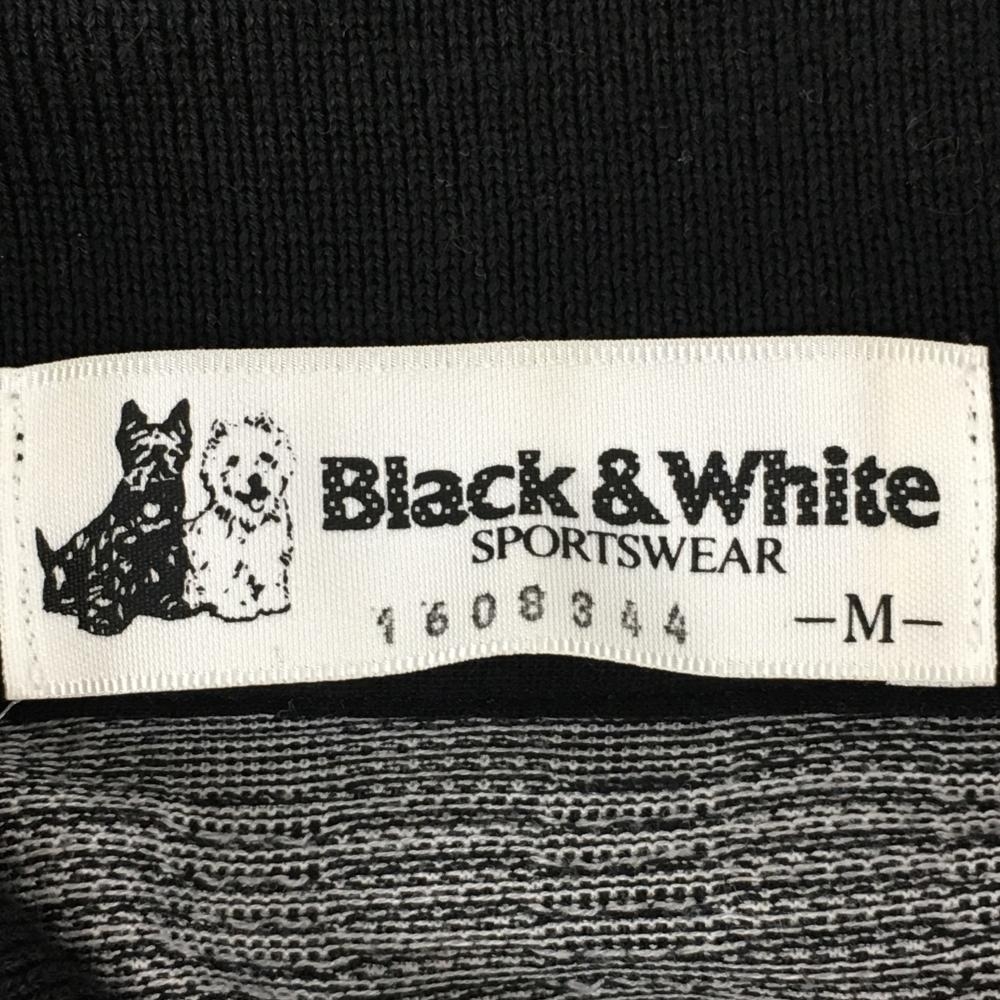 Black & White
SPORTSWEAR
1608344
-M-